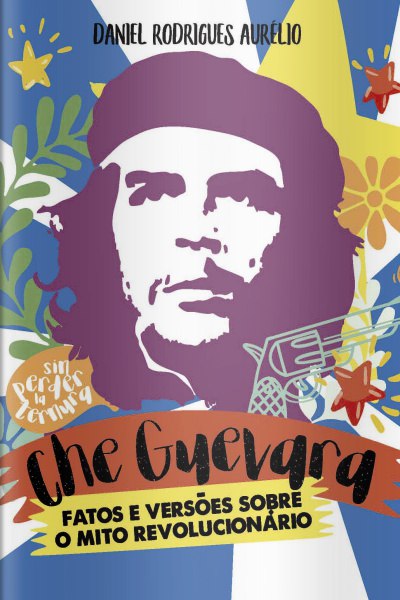 DANIEL RODRIGUES AURÉLIO
sin
perder
la
ternura
Che Guevara
FATOS E VERSÕES SOBRE
O MITO REVOLUCIONÁRIO